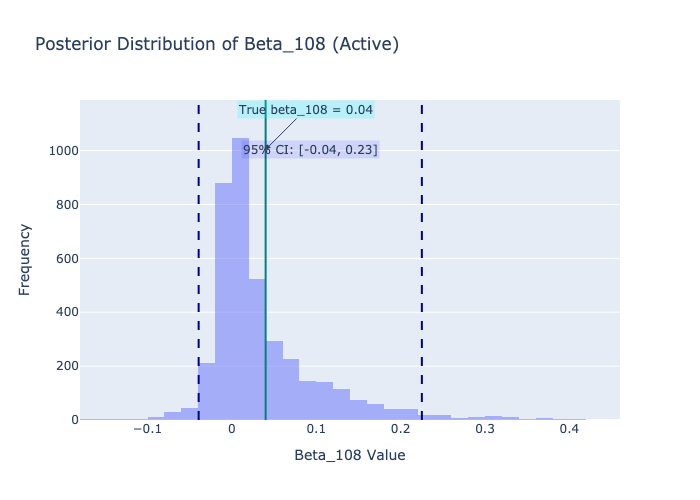 Posterior Distribution of Beta_108 (Active)
True beta_108 = 0.04
95% CI: [-0.04, 0.23]
1000
800
600
400
200
0
Frequency
−0.1
0
0.1
0.2
0.3
0.4
Beta_108 Value